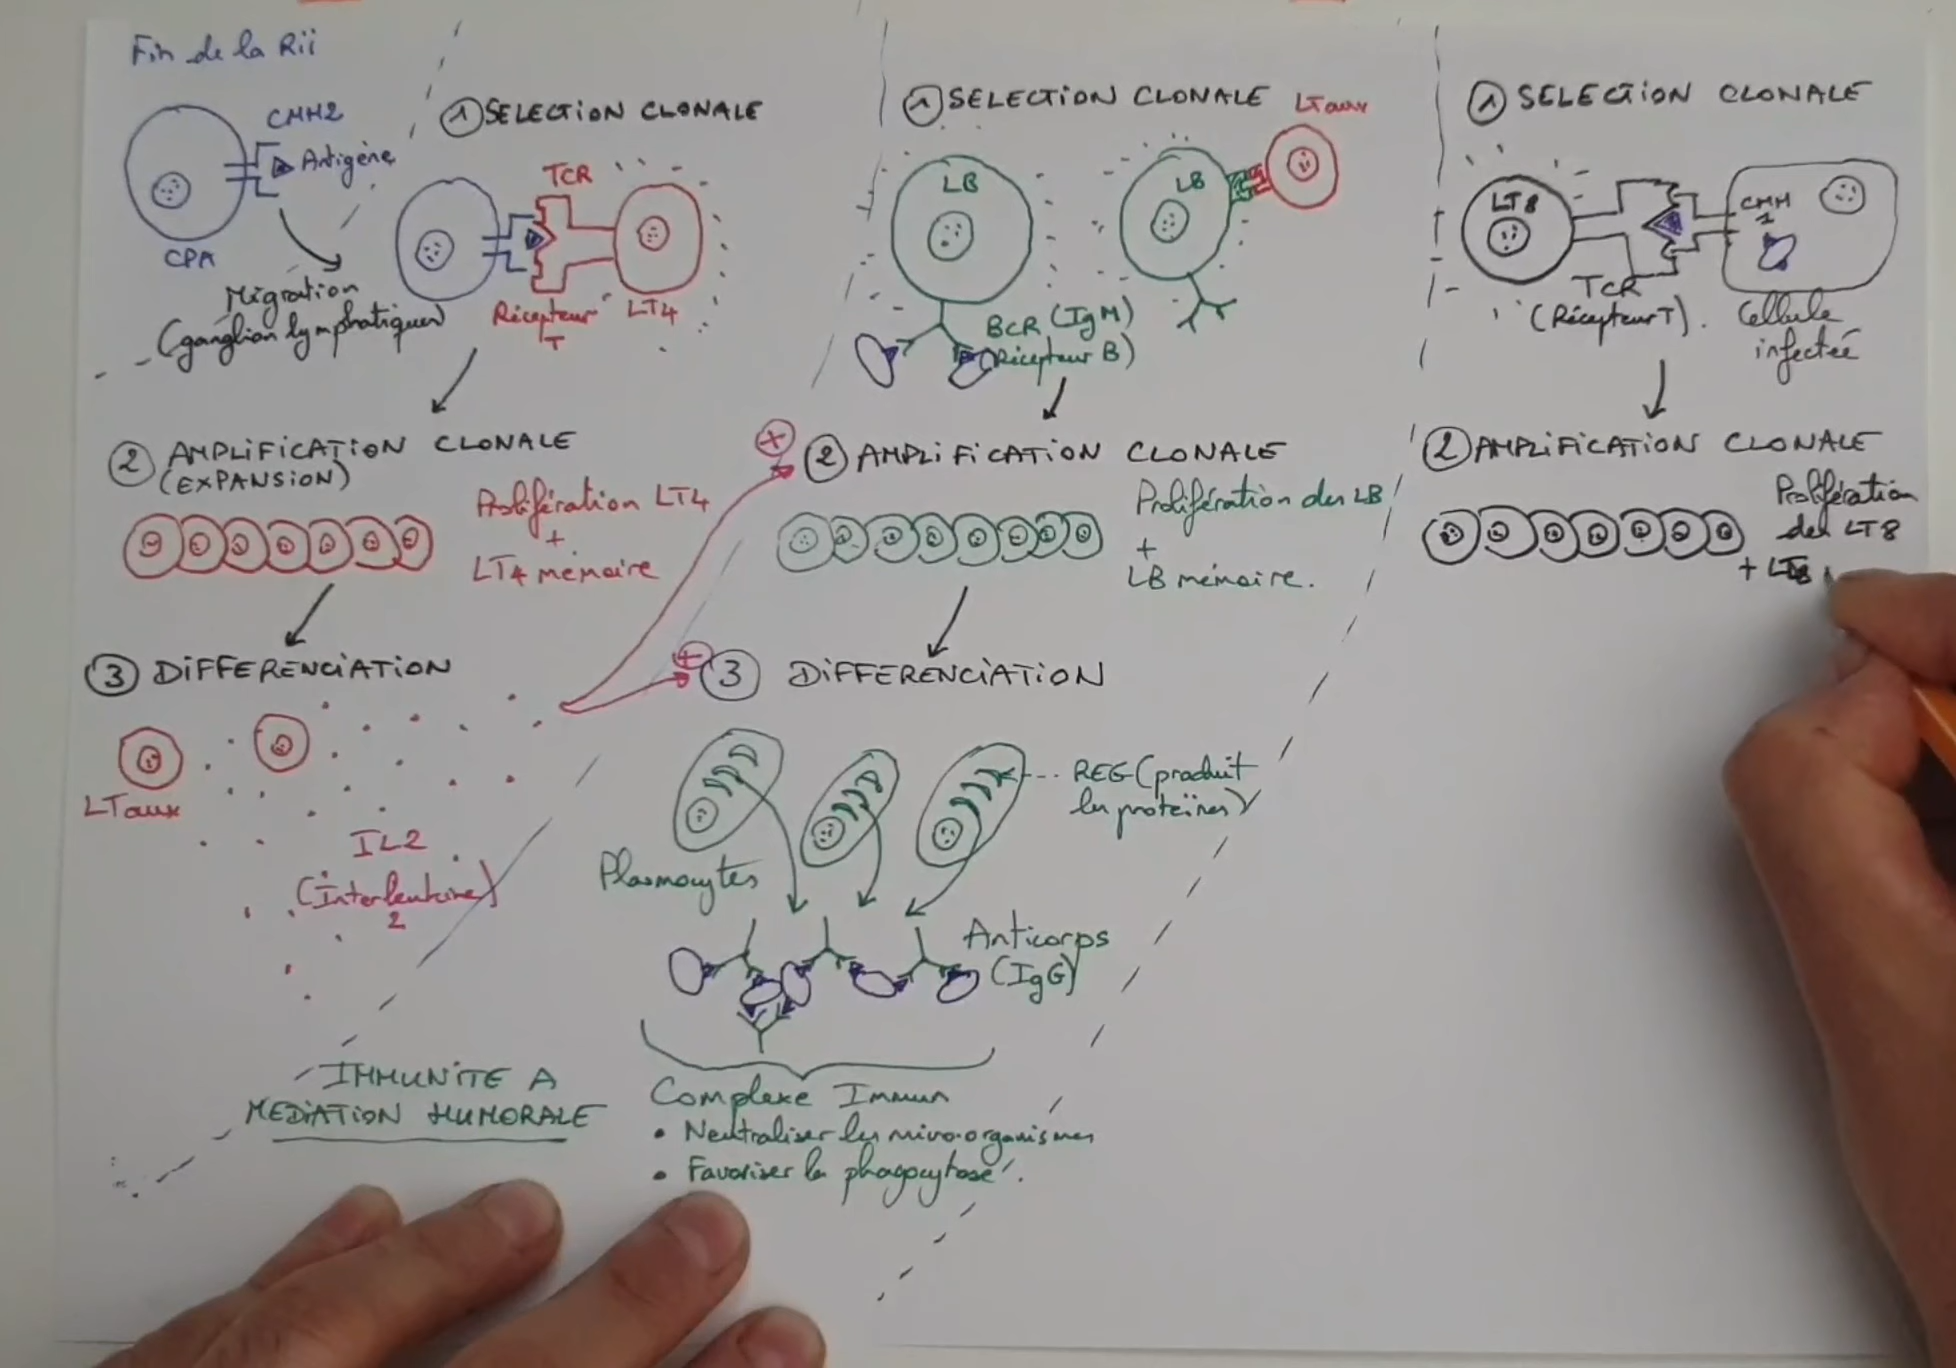 Fin de la Rii
CMH2
Antigène
CPA
Migration
(ganglion lymphatique)
① SELECTION CLONALE
TCR
Récepteur
T
LT4
② AMPLIFICATION CLONALE
(EXPANSION)
Prolifération LT4
+
LT4 mémoire
③ DIFFERENCIATION
LTaux
IL2
(Interleukine)
2
① SELECTION CLONALE
LTaux
LB
LB
BCR (IgM)
(Récepteur B)
+
② AMPLIFICATION CLONALE
Prolifération des LB
+
LB mémoire.
+
③ DIFFERENCIATION
REG (produit
les protéines)
Plasmocytes
Anticorps
(IgG)
IMMUNITE A
MEDIATION HUMORALE
Complexe Immun
• Neutraliser les micro-organismes
• Favoriser la phagocytose.
① SELECTION CLONALE
LT8
CMH
1
TCR
(Récepteur T).
Cellule
infectée
② AMPLIFICATION CLONALE
Prolifération
des LT8
+ LT8